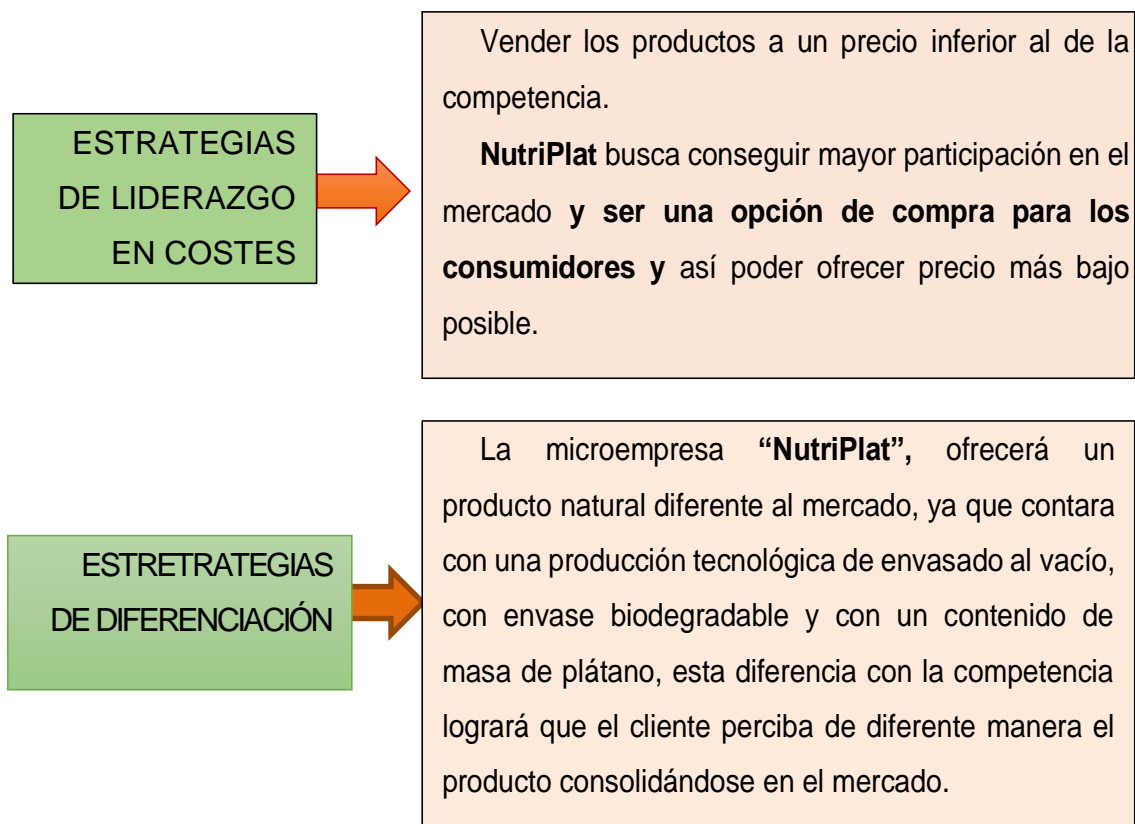 ESTRATEGIAS
DE LIDERAZGO
EN COSTES
Vender los productos a un precio inferior al de la
competencia.
NutriPlat busca conseguir mayor participación en el
mercado y ser una opción de compra para los
consumidores y así poder ofrecer precio más bajo
posible.
ESTRETRATEGIAS
DE DIFERENCIACIÓN
La microempresa “NutriPlat”, ofrecerá un
producto natural diferente al mercado, ya que contara
con una producción tecnológica de envasado al vacío,
con envase biodegradable y con un contenido de
masa de plátano, esta diferencia con la competencia
logrará que el cliente perciba de diferente manera el
producto consolidándose en el mercado.